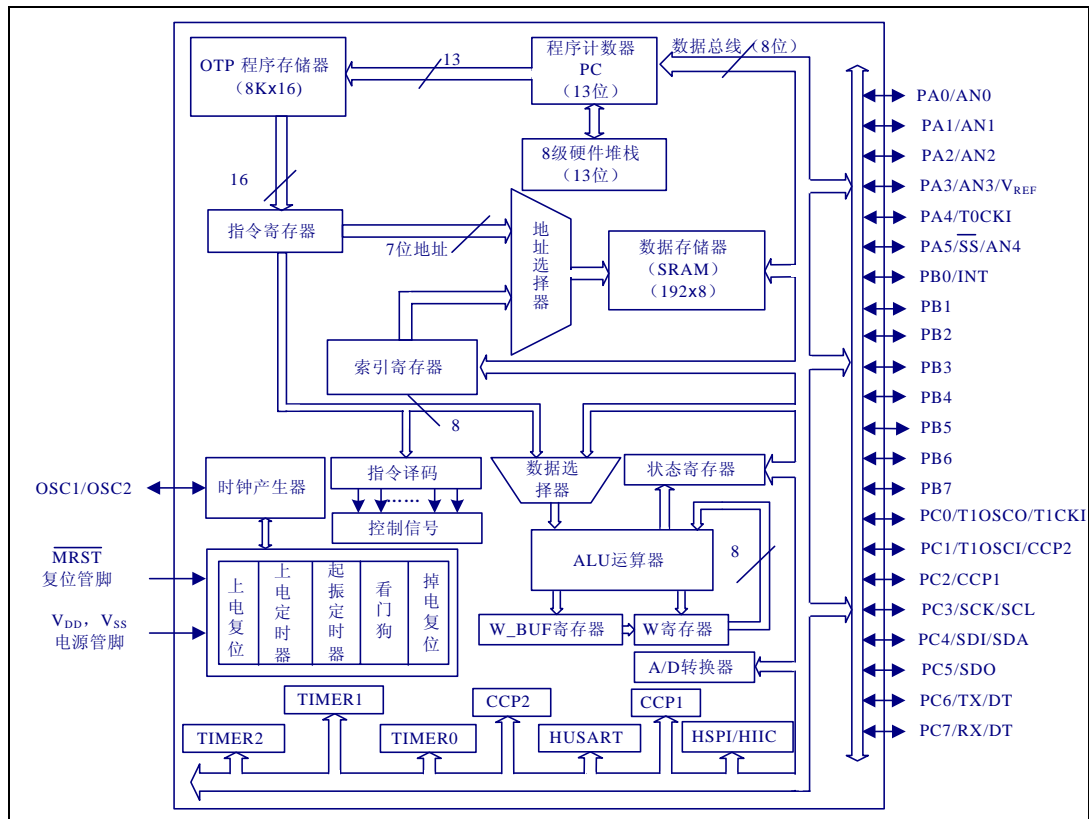 OTP 程序存储器
(8Kx16)
13
程序计数器
PC
(13位)
数据总线（8位）
8级硬件堆栈
(13位)
16
指令寄存器
7位地址
地址选择器
数据存储器
(SRAM)
(192x8)
索引寄存器
8
指令译码
……
控制信号
数据选
择器
状态寄存器
ALU运算器
8
W_BUF寄存器
W寄存器
A/D转换器
OSC1/OSC2
时钟产生器
MRST
复位管脚
VDD，VSS
电源管脚
上电复位
上电定时器
起振定时器
看门狗
掉电复位
TIMER1
CCP2
CCP1
TIMER2
TIMER0
HUSART
HSPI/HIIC
PA0/AN0
PA1/AN1
PA2/AN2
PA3/AN3/VREF
PA4/T0CKI
PA5/SS/AN4
PB0/INT
PB1
PB2
PB3
PB4
PB5
PB6
PB7
PC0/T1OSCO/T1CKI
PC1/T1OSCI/CCP2
PC2/CCP1
PC3/SCK/SCL
PC4/SDI/SDA
PC5/SDO
PC6/TX/DT
PC7/RX/DT